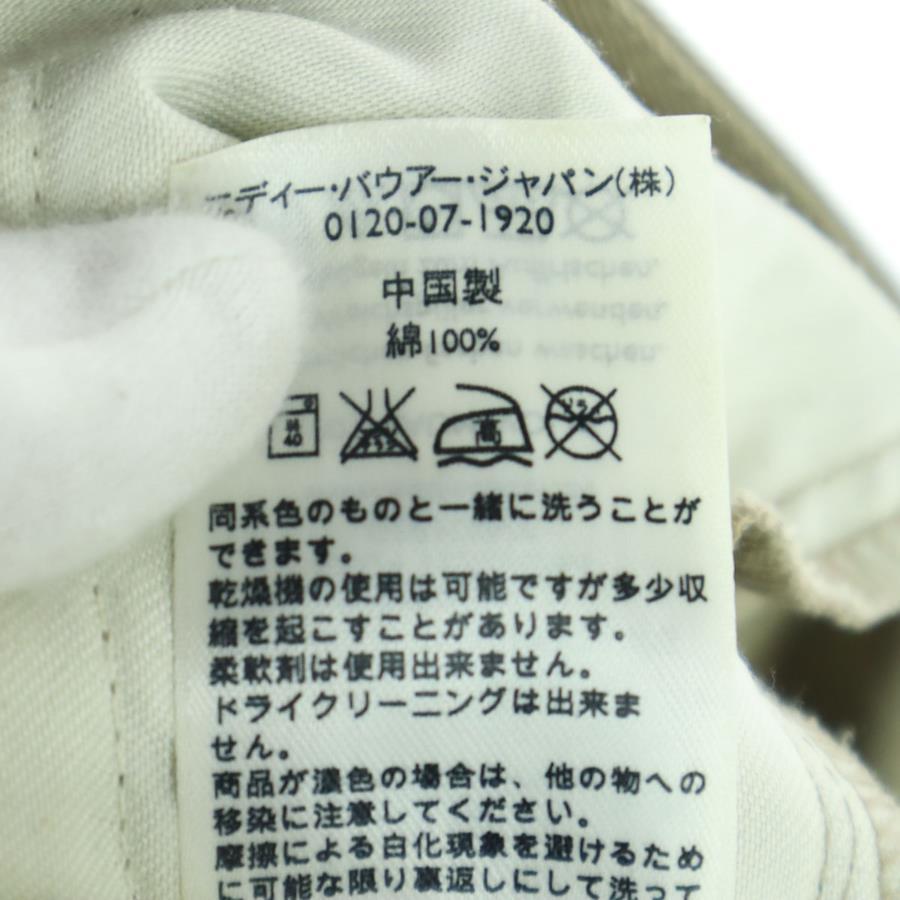 エディー・バウアー・ジャパン(株)
0120-07-1920
中国製
綿100%
40
高
同系色のものと一緒に洗うことが
できます。
乾燥機の使用は可能ですが多少収
縮を起こすことがあります。
柔軟剤は使用出来ません。
ドライクリーニングは出来ま
せん。
商品が濃色の場合は、他の物への
移染に注意してください。
摩擦による白化現象を避けるため
に可能な限り裏返しにして洗って